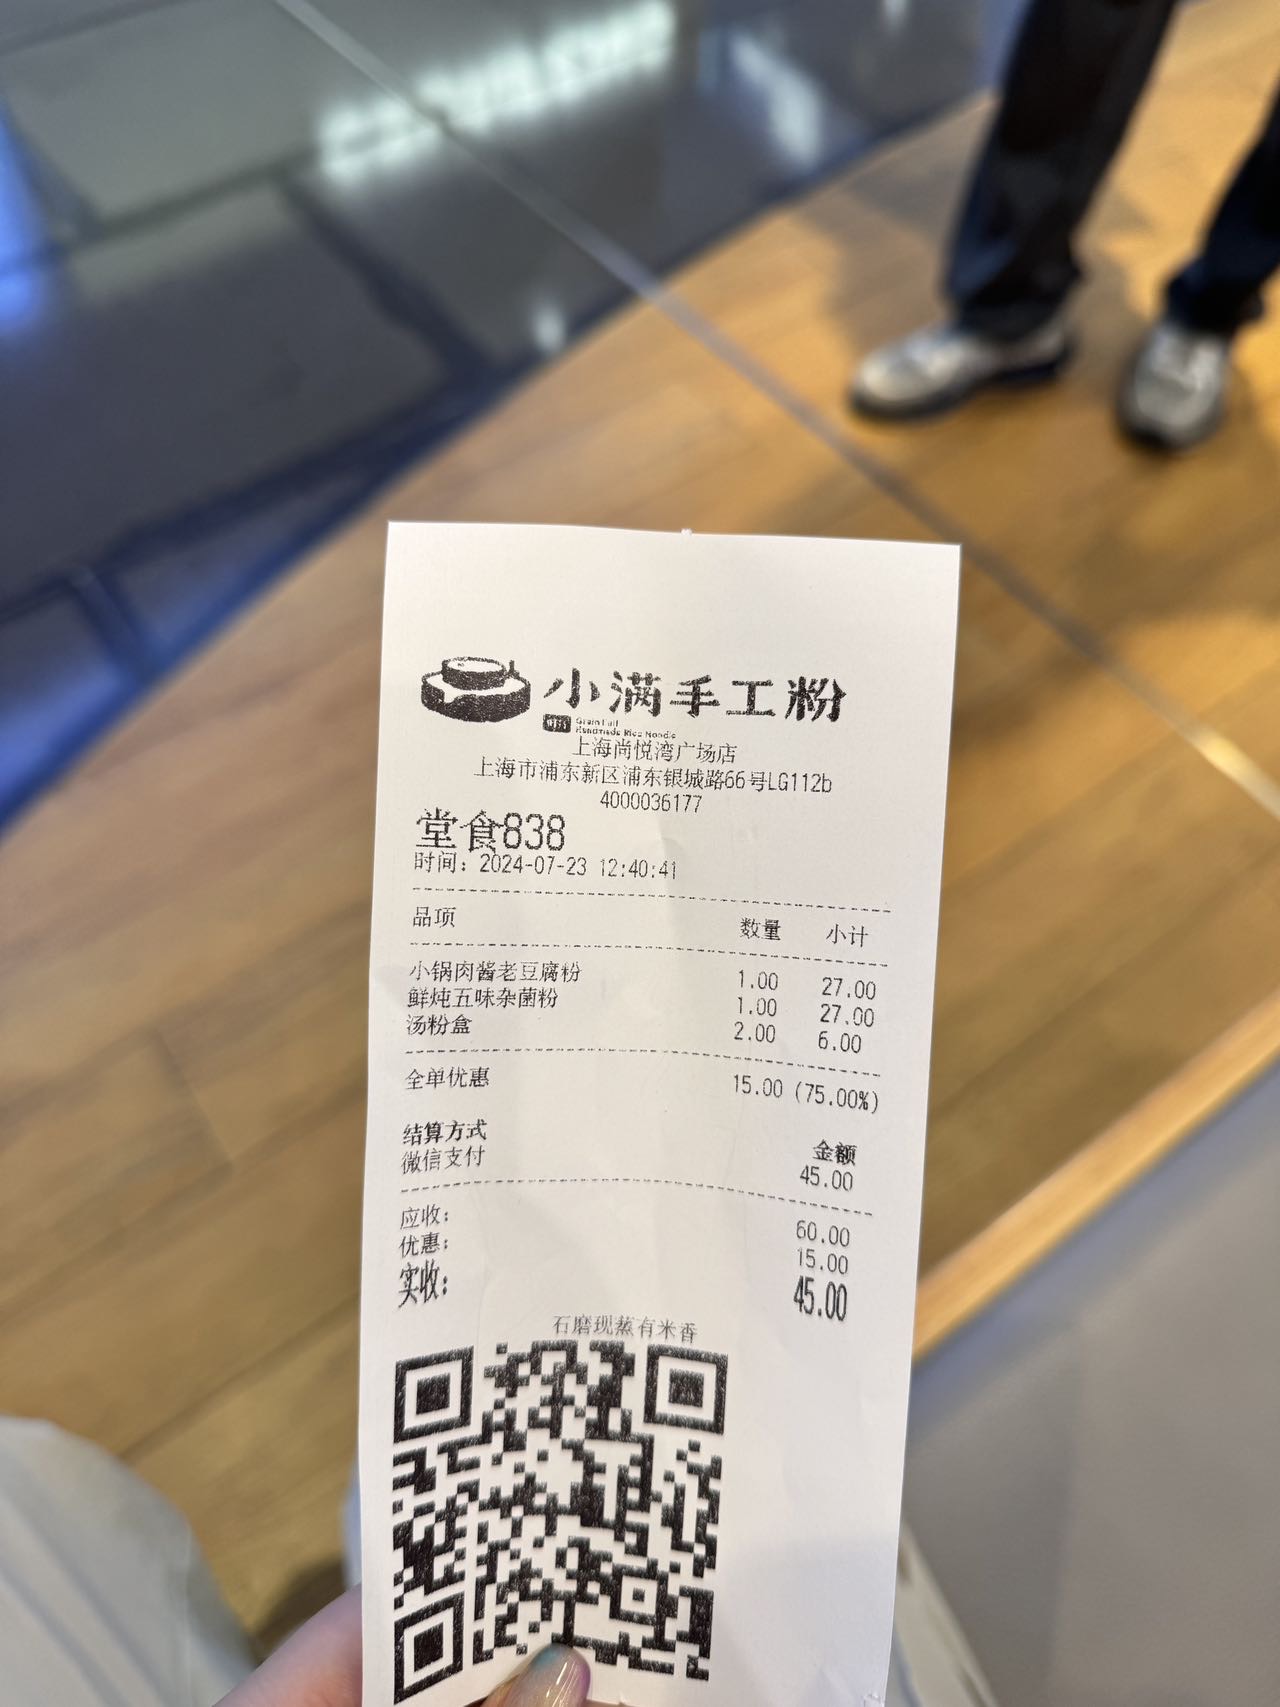 小满手工粉
Grain Full
Handmade Rice Noodle
上海尚悦湾广场店
上海市浦东新区浦东银城路66号LG112b
4000036177
堂食838
时间：2024-07-23 12:40:41
品项 数量 小计
小锅肉酱老豆腐粉 1.00 27.00
鲜炖五味杂菌粉 1.00 27.00
汤粉盒 2.00 6.00
全单优惠 15.00 (75.00%)
结算方式 金额
微信支付 45.00
应收： 60.00
优惠： 15.00
实收： 45.00
石磨现蒸有米香